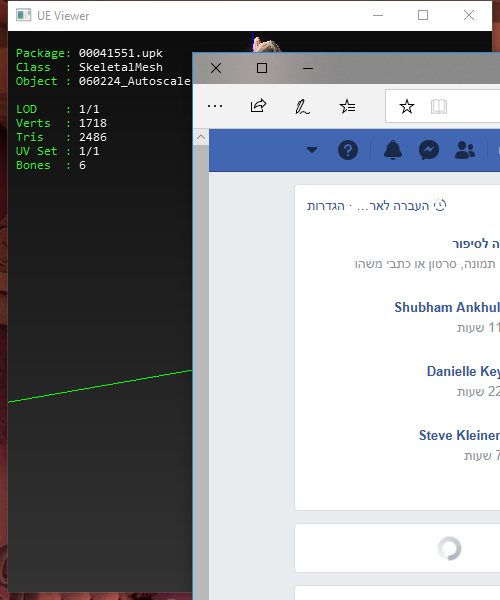 UE Viewer
Package: 00041551.upk
Class : SkeletalMesh
Object : 060224_Autoscale
LOD : 1/1
Verts : 1718
Tris : 2486
UV Set : 1/1
Bones : 6
העברה לאר... · הגדרות
ה לסיפור
תמונה, סרטון או כתבי משהו
Shubham Ankhul
11 שעות
Danielle Key
22 שעות
Steve Kleiner
7 שעות